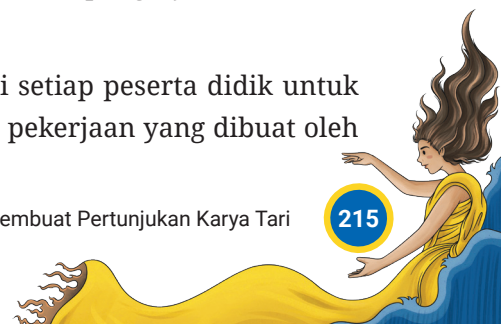 i setiap peserta didik untuk
pekerjaan yang dibuat oleh
embuat Pertunjukan Karya Tari 215